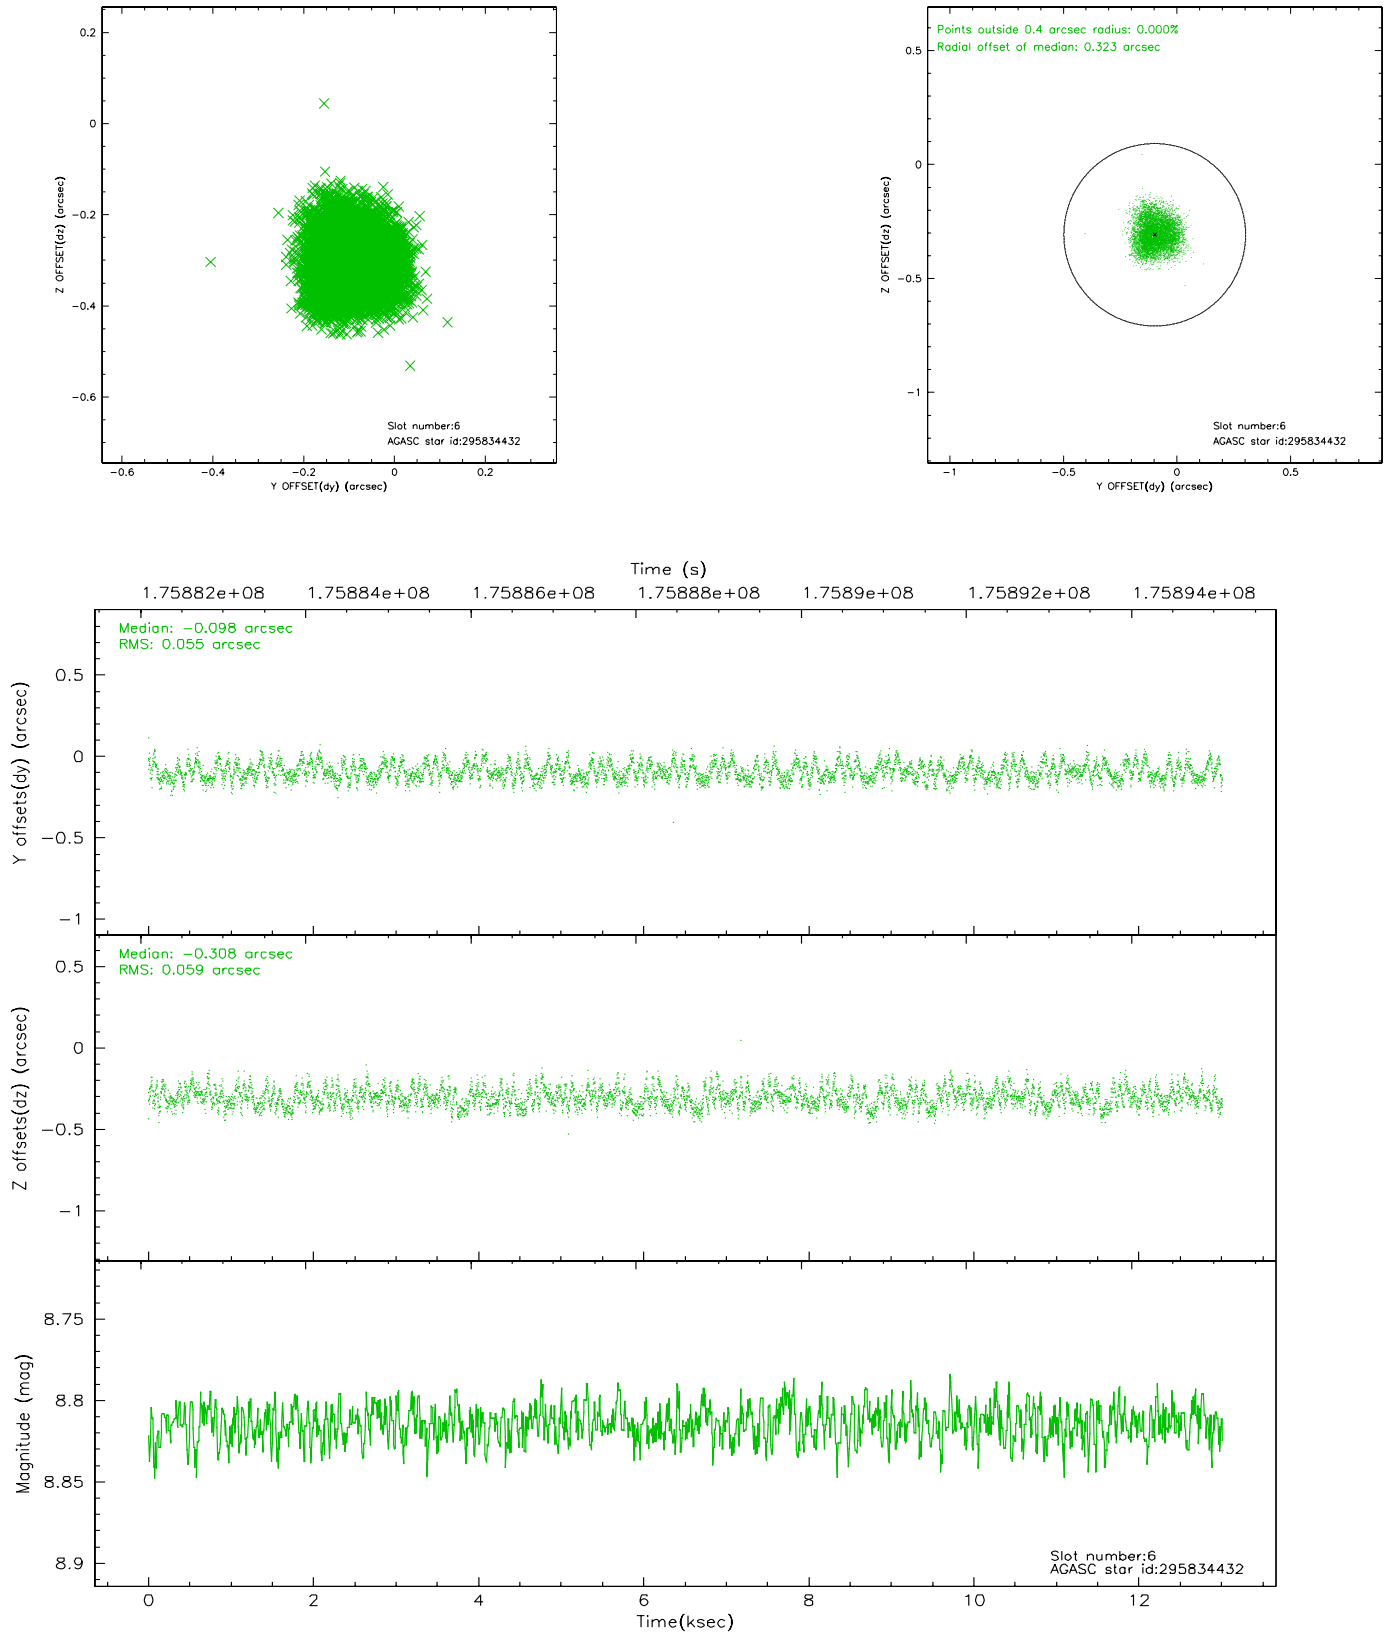 0.2
0
−0.2
−0.4
−0.6
Z OFFSET(dz) (arcsec)
−0.6
−0.4
−0.2
0
0.2
Y OFFSET(dy) (arcsec)
Slot number:6
AGASC star id:295834432
Points outside 0.4 arcsec radius: 0.000%
Radial offset of median: 0.323 arcsec
0.5
0
−0.5
−1
Z OFFSET(dz) (arcsec)
−1
−0.5
0
0.5
Y OFFSET(dy) (arcsec)
Slot number:6
AGASC star id:295834432
Time (s)
1.75882e+08
1.75884e+08
1.75886e+08
1.75888e+08
1.7589e+08
1.75892e+08
1.75894e+08
Median: −0.098 arcsec
RMS: 0.055 arcsec
0.5
0
−0.5
−1
Y offsets(dy) (arcsec)
Median: −0.308 arcsec
RMS: 0.059 arcsec
0.5
0
−0.5
−1
Z offsets(dz) (arcsec)
8.75
8.8
8.85
8.9
Magnitude (mag)
Slot number:6
AGASC star id:295834432
0
2
4
6
8
10
12
Time(ksec)